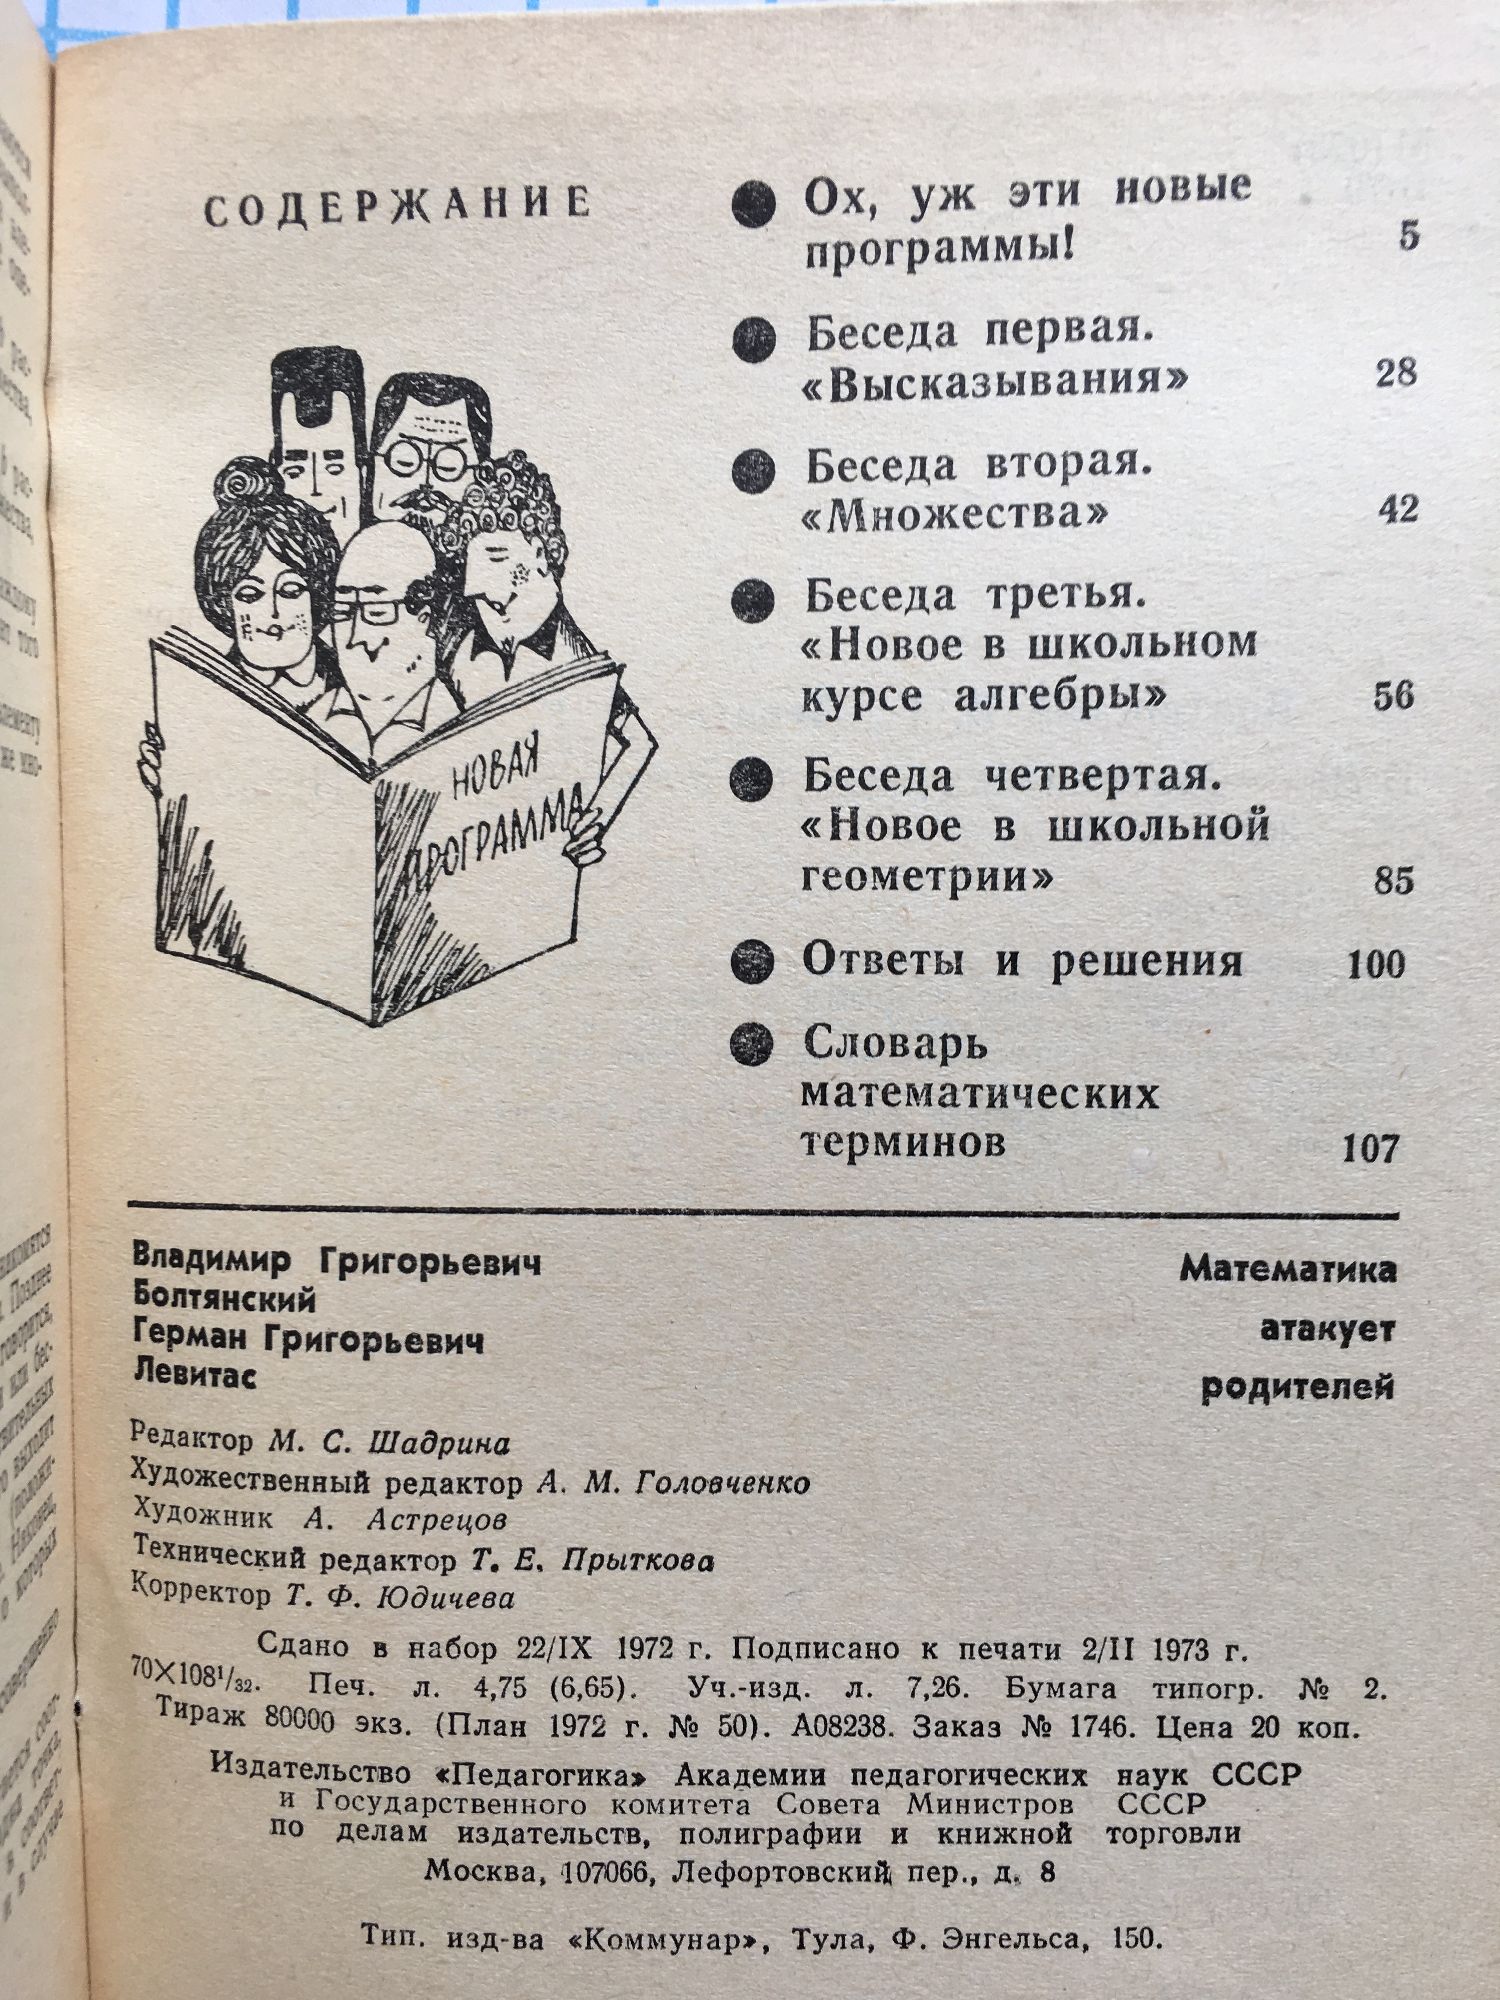 СОДЕРЖАНИЕ
Ох, уж эти новые
программы! 5
Беседа первая.
«Высказывания» 28
Беседа вторая.
«Множества» 42
Беседа третья.
«Новое в школьном
курсе алгебры» 56
Беседа четвертая.
«Новое в школьной
геометрии» 85
Ответы и решения 100
Словарь
математических
терминов 107
НОВАЯ
ПРОГРАММА
Владимир Григорьевич
Болтянский
Герман Григорьевич
Левитас
Математика
атакует
родителей
Редактор М. С. Шадрина
Художественный редактор А. М. Головченко
Художник А. Астрецов
Технический редактор Т. Е. Прыткова
Корректор Т. Ф. Юдичева
Сдано в набор 22/IX 1972 г. Подписано к печати 2/II 1973 г.
70×108¹/₃₂. Печ. л. 4,75 (6,65). Уч.-изд. л. 7,26. Бумага типогр. № 2.
Тираж 80000 экз. (План 1972 г. № 50). А08238. Заказ № 1746. Цена 20 коп.
Издательство «Педагогика» Академии педагогических наук СССР
и Государственного комитета Совета Министров СССР
по делам издательств, полиграфии и книжной торговли
Москва, 107066, Лефортовский пер., д. 8
Тип. изд-ва «Коммунар», Тула, Ф. Энгельса, 150.